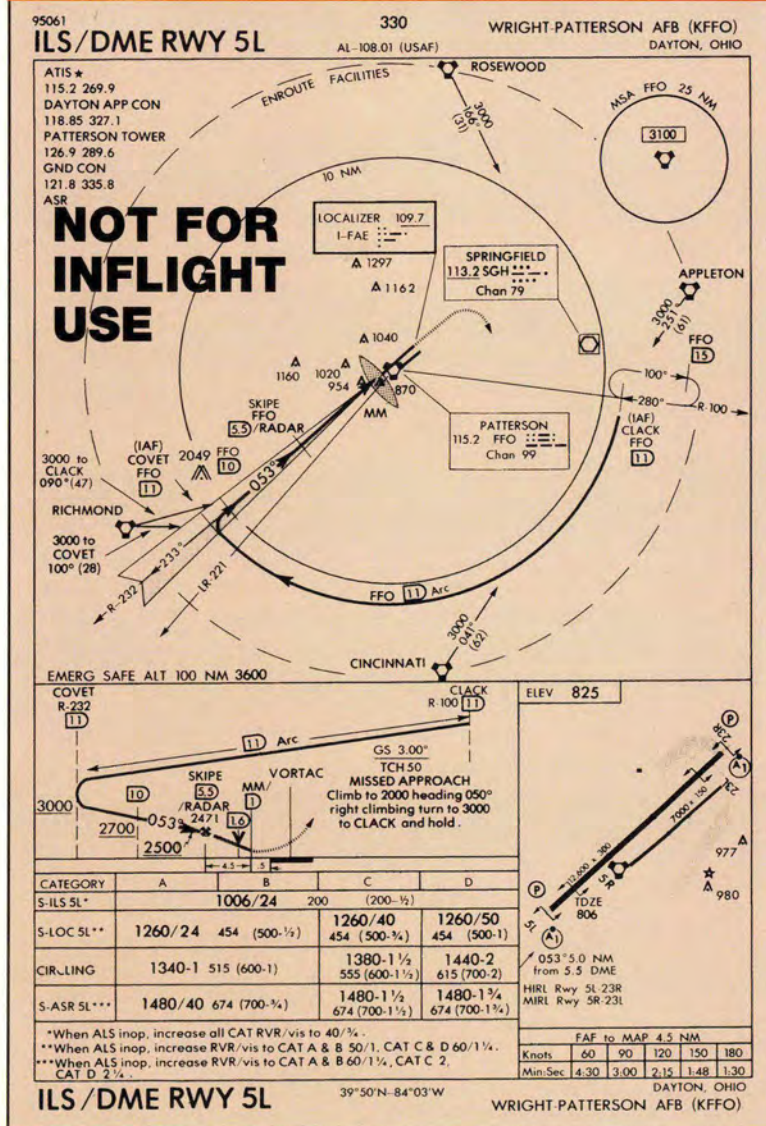 95061
ILS/DME RWY 5L
330
AL-108.01 (USAF)
WRIGHT-PATTERSON AFB (KFFO)
DAYTON, OHIO
ATIS ★
115.2 269.9
DAYTON APP CON
118.85 327.1
PATTERSON TOWER
126.9 289.6
GND CON
121.8 335.8
ASR
NOT FOR
INFLIGHT
USE
ENROUTE FACILITIES
ROSEWOOD
3000
166°
(31)
MSA FFO 25 NM
3100
10 NM
LOCALIZER 109.7
I-FAE
1297
1162
SPRINGFIELD
113.2 SGH
Chan 79
APPLETON
3000
251°
(61)
FFO
15
1040
1160
1020
954
870
MM
100°
280°
R-100
(IAF)
CLACK
FFO
11
PATTERSON
115.2 FFO
Chan 99
SKIPE
FFO
5.5 /RADAR
(IAF)
COVET
FFO
11
2049
FFO
10
053°
3000 to
CLACK
090° (47)
RICHMOND
3000 to
COVET
100° (28)
233°
R-232
LR-221
FFO 11 Arc
3000
041°
(62)
CINCINNATI
EMERG SAFE ALT 100 NM 3600
COVET
R-232
11
CLACK
R-100 11
11 Arc
GS 3.00°
TCH 50
MISSED APPROACH
Climb to 2000 heading 050°
right climbing turn to 3000
to CLACK and hold.
SKIPE
5.5
/RADAR
2471
MM/
VORTAC
1.6
10
3000
2700
053°
2500
4.5
.5
ELEV 825
P
23R
A1
23L
7000 x 150
12,600 x 300
5R
977
980
P
TDZE
806
5L
A1
053° 5.0 NM
from 5.5 DME
HIRL Rwy 5L-23R
MIRL Rwy 5R-23L
CATEGORY A B C D
S-ILS 5L* 1006/24 200 (200-½)
S-LOC 5L** 1260/24 454 (500-½) 1260/40 454 (500-¾) 1260/50 454 (500-1)
CIRCLING 1340-1 515 (600-1) 1380-1½ 555 (600-1½) 1440-2 615 (700-2)
S-ASR 5L*** 1480/40 674 (700-¾) 1480-1½ 674 (700-1½) 1480-1¾ 674 (700-1¾)
*When ALS inop, increase all CAT RVR/vis to 40/¾.
**When ALS inop, increase RVR/vis to CAT A & B 50/1, CAT C & D 60/1¼.
***When ALS inop, increase RVR/vis to CAT A & B 60/1¼, CAT C 2,
CAT D 2¼.
FAF to MAP 4.5 NM
Knots 60 90 120 150 180
Min:Sec 4:30 3:00 2:15 1:48 1:30
ILS/DME RWY 5L
39°50'N-84°03'W
DAYTON, OHIO
WRIGHT-PATTERSON AFB (KFFO)